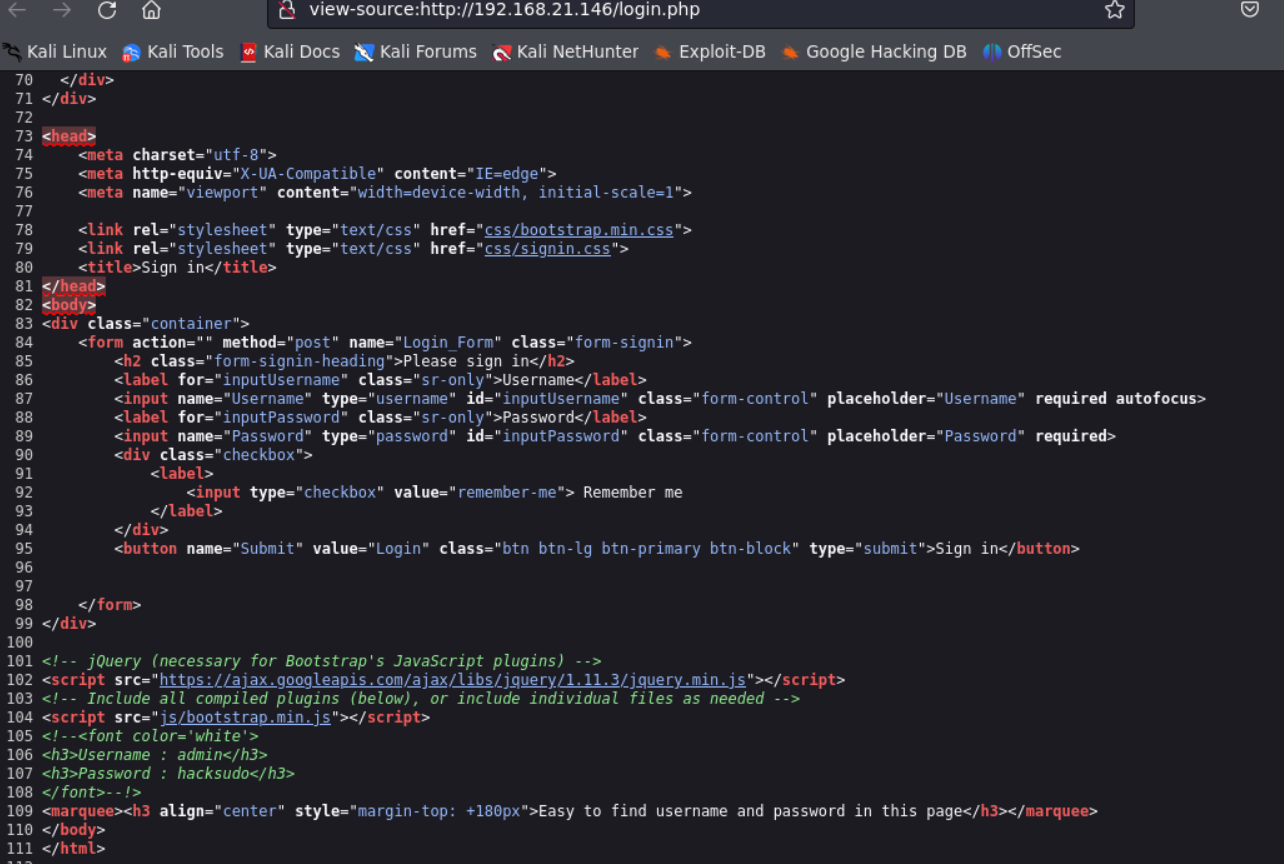 view-source:http://192.168.21.146/login.php
Kali Linux Kali Tools Kali Docs Kali Forums Kali NetHunter Exploit-DB Google Hacking DB OffSec
70 </div>
71 </div>
72
73 <head>
74 <meta charset="utf-8">
75 <meta http-equiv="X-UA-Compatible" content="IE=edge">
76 <meta name="viewport" content="width=device-width, initial-scale=1">
77
78 <link rel="stylesheet" type="text/css" href="css/bootstrap.min.css">
79 <link rel="stylesheet" type="text/css" href="css/signin.css">
80 <title>Sign in</title>
81 </head>
82 <body>
83 <div class="container">
84 <form action="" method="post" name="Login_Form" class="form-signin">
85 <h2 class="form-signin-heading">Please sign in</h2>
86 <label for="inputUsername" class="sr-only">Username</label>
87 <input name="Username" type="username" id="inputUsername" class="form-control" placeholder="Username" required autofocus>
88 <label for="inputPassword" class="sr-only">Password</label>
89 <input name="Password" type="password" id="inputPassword" class="form-control" placeholder="Password" required>
90 <div class="checkbox">
91 <label>
92 <input type="checkbox" value="remember-me"> Remember me
93 </label>
94 </div>
95 <button name="Submit" value="Login" class="btn btn-lg btn-primary btn-block" type="submit">Sign in</button>
96
97
98 </form>
99 </div>
100
101 <!-- jQuery (necessary for Bootstrap's JavaScript plugins) -->
102 <script src="https://ajax.googleapis.com/ajax/libs/jquery/1.11.3/jquery.min.js"></script>
103 <!-- Include all compiled plugins (below), or include individual files as needed -->
104 <script src="js/bootstrap.min.js"></script>
105 <!--<font color='white'>
106 <h3>Username : admin</h3>
107 <h3>Password : hacksudo</h3>
108 </font>--!>
109 <marquee><h3 align="center" style="margin-top: +180px">Easy to find username and password in this page</h3></marquee>
110 </body>
111 </html>